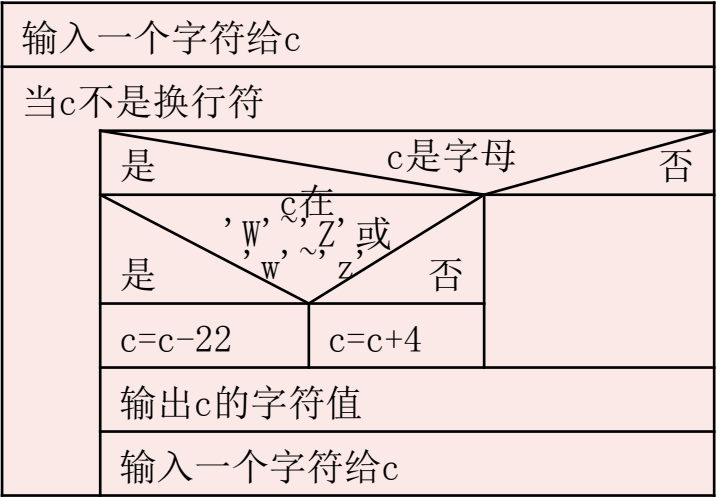 输入一个字符给c
当c不是换行符
c是字母
是
否
c在
'W'~'Z'或
'w'~'z'
是
否
c=c-22
c=c+4
输出c的字符值
输入一个字符给c